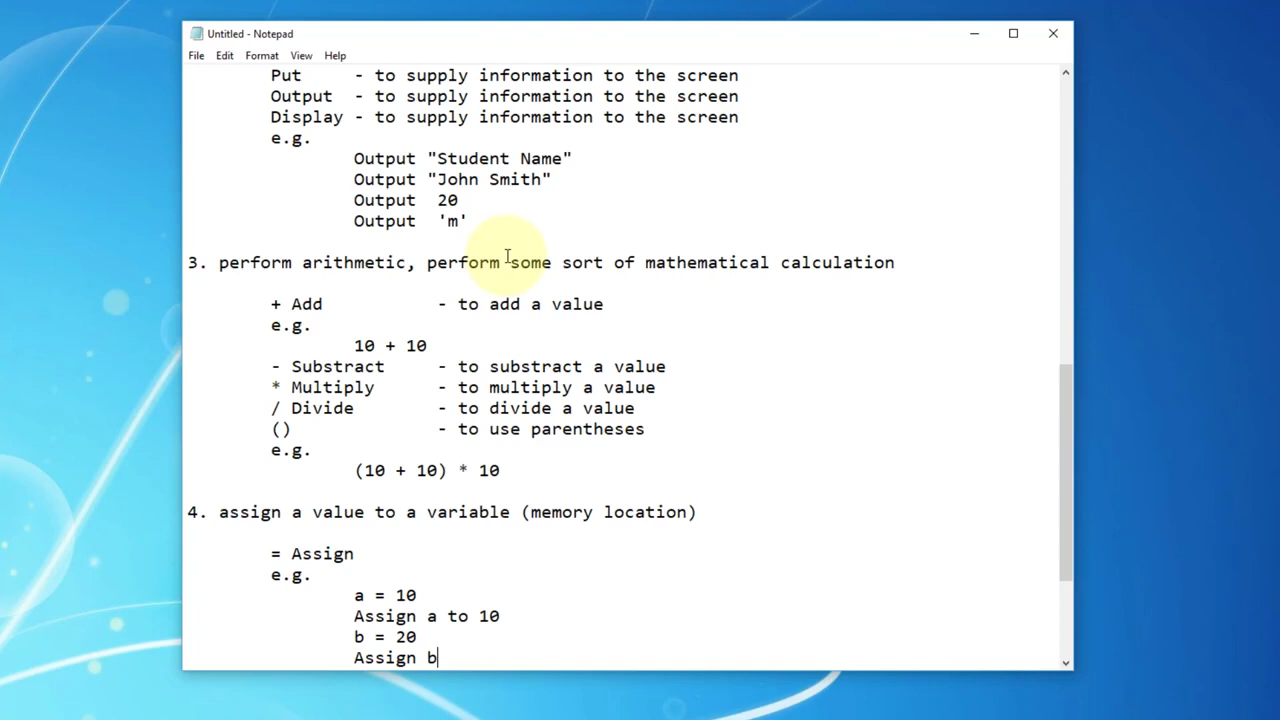 Untitled - Notepad
File Edit Format View Help
Put - to supply information to the screen
Output - to supply information to the screen
Display - to supply information to the screen
e.g.
Output "Student Name"
Output "John Smith"
Output 20
Output 'm'
3. perform arithmetic, perform some sort of mathematical calculation
+ Add - to add a value
e.g.
10 + 10
- Substract - to substract a value
* Multiply - to multiply a value
/ Divide - to divide a value
() - to use parentheses
e.g.
(10 + 10) * 10
4. assign a value to a variable (memory location)
= Assign
e.g.
a = 10
Assign a to 10
b = 20
Assign b